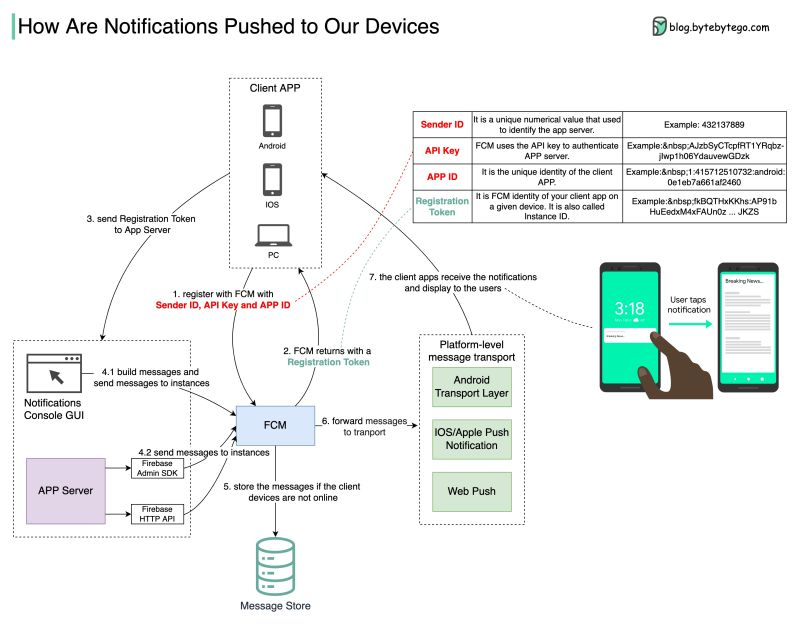 How Are Notifications Pushed to Our Devices
blog.bytebytego.com
Client APP
Android
IOS
PC
Sender ID
It is a unique numerical value that used
to identify the app server.
Example: 432137889
API Key
FCM uses the API key to authenticate
APP server.
Example:&nbsp;AJzbSyCTcpfRT1YRqbz-
jIwp1h06YdauvewGDzk
APP ID
It is the unique identity of the client
APP.
Example:&nbsp;1:415712510732:android:
0e1eb7a661af2460
Registration
Token
It is FCM identity of your client app on
a given device. It is also called
Instance ID.
Example:&nbsp;fkBQTHxKKhs:AP91b
HuEedxM4xFAUn0z ... JKZS
3. send Registration Token
to App Server
1. register with FCM with
Sender ID, API Key and APP ID
2. FCM returns with a
Registration Token
7. the client apps receive the notifications
and display to the users
3:18
Breaking News...
User taps
notification
Breaking News...
Notifications
Console GUI
4.1 build messages and
send messages to instances
FCM
4.2 send messages to instances
APP Server
Firebase
Admin SDK
Firebase
HTTP API
5. store the messages if the client
devices are not online
Message Store
6. forward messages
to tranport
Platform-level
message transport
Android
Transport Layer
IOS/Apple Push
Notification
Web Push